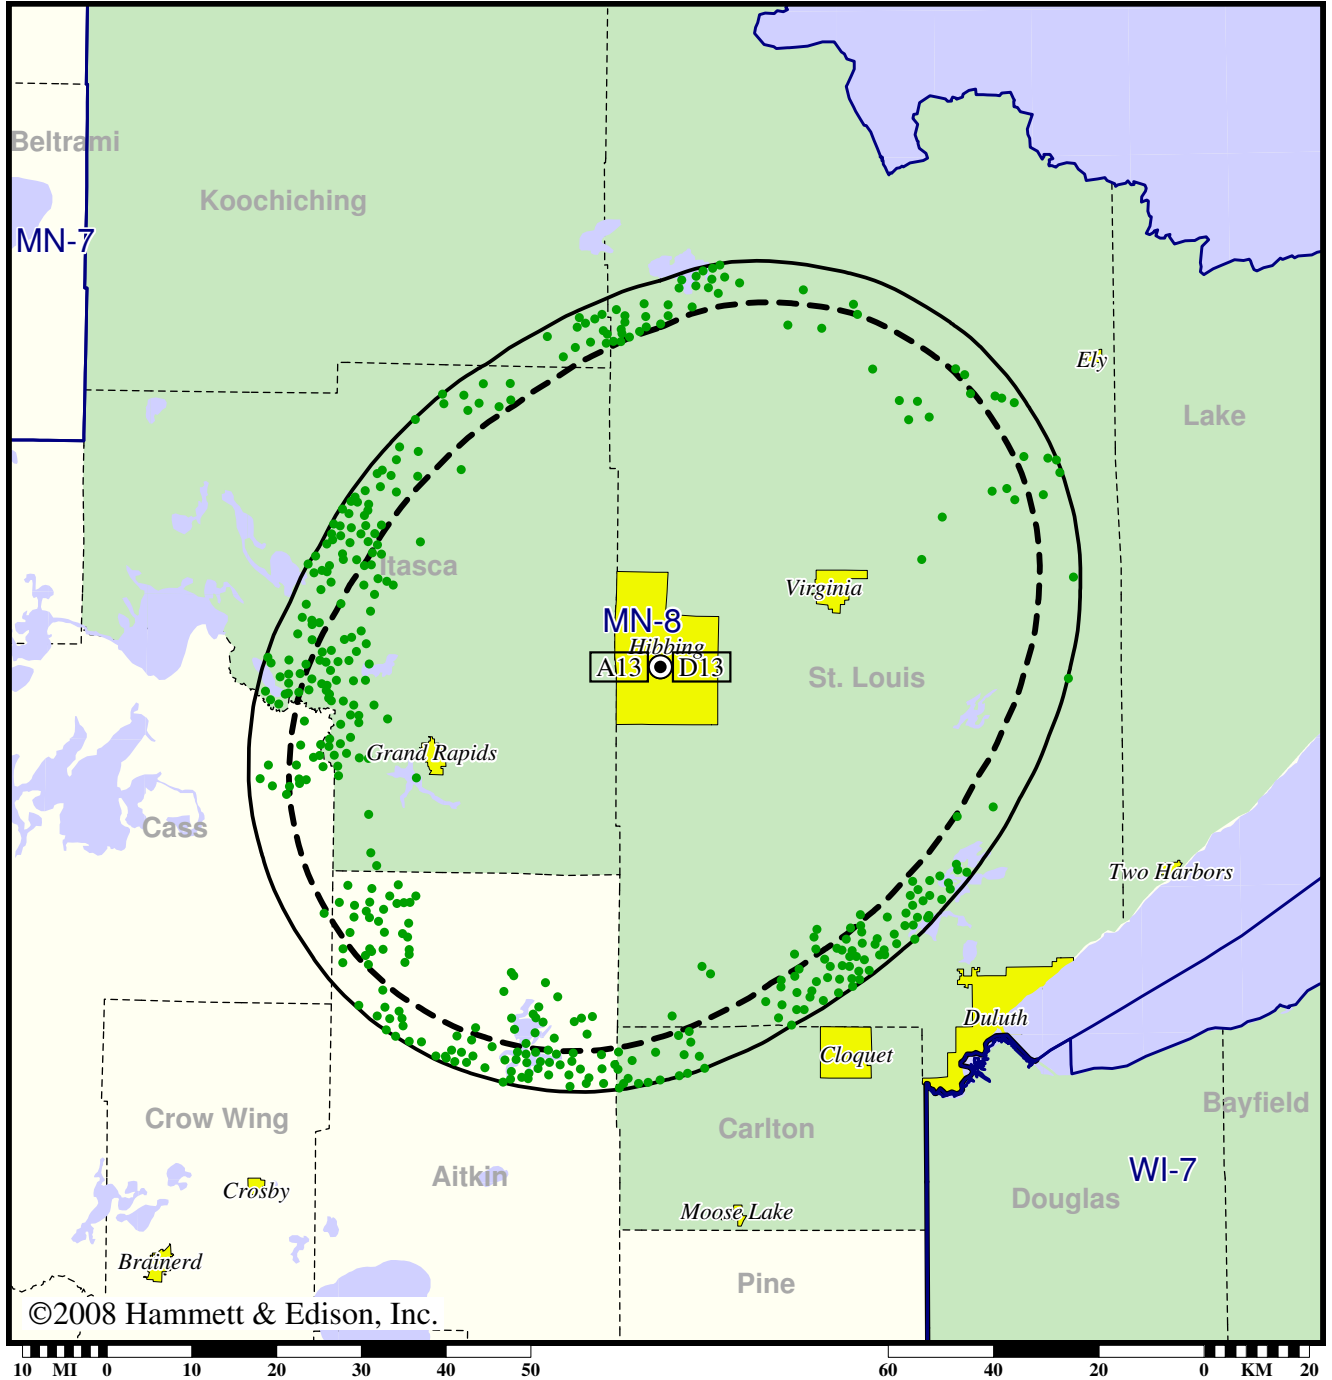 Beltrami
Koochiching
MN-7
Ely
Lake
Itasca
Virginia
MN-8
Hibbing
A13 D13
St. Louis
Grand Rapids
Cass
Two Harbors
Duluth
Cloquet
Bayfield
Crow Wing
Carlton
Aitkin
WI-7
Crosby
Douglas
Moose Lake
Brainerd
Pine
©2008 Hammett & Edison, Inc.
10 MI 0 10 20 30 40 50 60 40 20 0 KM 20